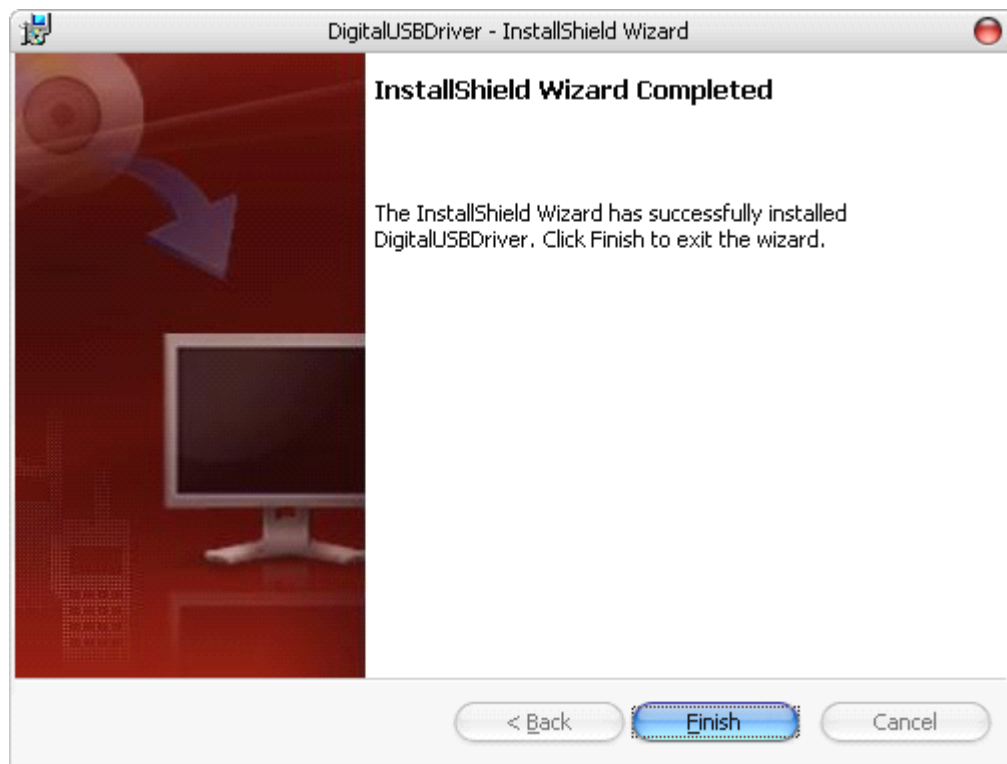 DigitalUSBDriver - InstallShield Wizard
InstallShield Wizard Completed
The InstallShield Wizard has successfully installed
DigitalUSBDriver. Click Finish to exit the wizard.
< Back
Finish
Cancel